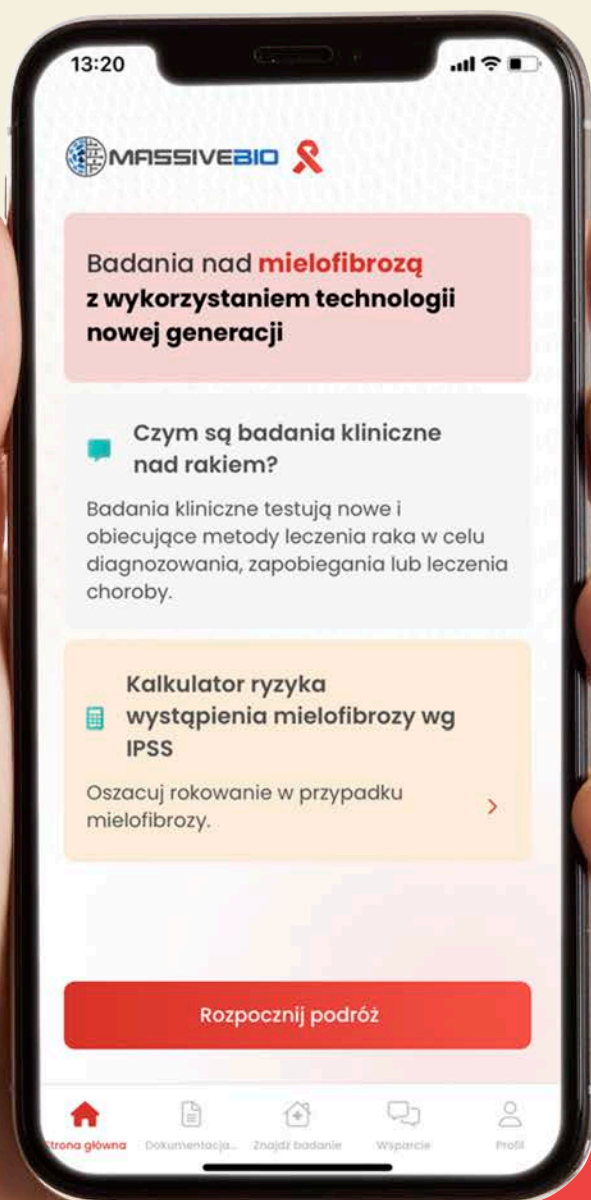 13:20
MASSIVEBIO
Badania nad mielofibrozą
z wykorzystaniem technologii
nowej generacji
Czym są badania kliniczne
nad rakiem?
Badania kliniczne testują nowe i
obiecujące metody leczenia raka w celu
diagnozowania, zapobiegania lub leczenia
choroby.
Kalkulator ryzyka
wystąpienia mielofibrozy wg
IPSS
Oszacuj rokowanie w przypadku
mielofibrozy.
Rozpocznij podróż
trona główna Dokumentacja... Znajdź badanie Wsparcie Profil